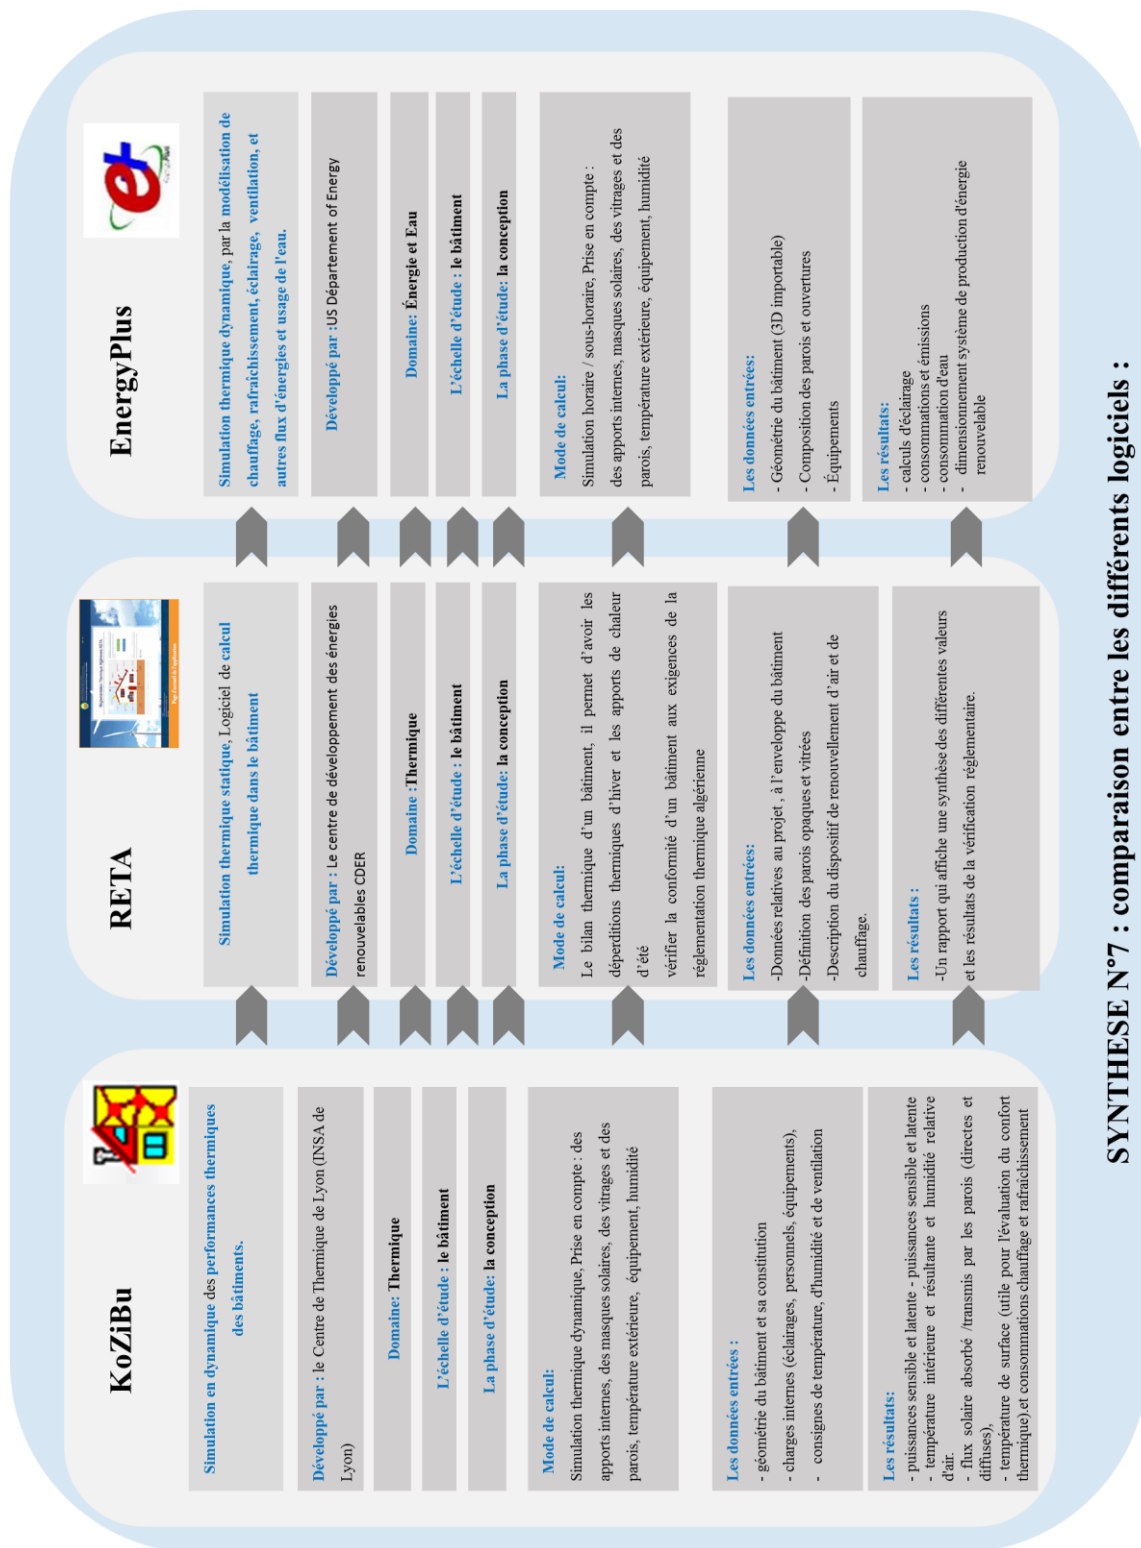 KoZiBu
Simulation en dynamique des performances thermiques
des bâtiments.
Développé par : le Centre de Thermique de Lyon (INSA de
Lyon)
Domaine: Thermique
L'échelle d'étude : le bâtiment
La phase d'étude: la conception
Mode de calcul:
Simulation thermique dynamique, Prise en compte : des
apports internes, des masques solaires, des vitrages et des
parois, température extérieure, équipement, humidité
Les données entrées :
- géométrie du bâtiment et sa constitution
- charges internes (éclairages, personnels, équipements),
- consignes de température, d'humidité et de ventilation
Les résultats:
- puissances sensible et latente - puissances sensible et latente
- température intérieure et résultante et humidité relative
d'air.
- flux solaire absorbé /transmis par les parois (directes et
diffuses),
- température de surface (utile pour l'évaluation du confort
thermique).et consommations chauffage et rafraîchissement
RETA
Simulation thermique statique, Logiciel de calcul
thermique dans le bâtiment
Développé par : Le centre de développement des énergies
renouvelables CDER
Domaine :Thermique
L'échelle d'étude : le bâtiment
La phase d'étude: la conception
Mode de calcul:
Le bilan thermique d'un bâtiment, il permet d'avoir les
déperditions thermiques d'hiver et les apports de chaleur
d'été
vérifier la conformité d'un bâtiment aux exigences de la
réglementation thermique algérienne
Les données entrées:
-Données relatives au projet , à l'enveloppe du bâtiment
-Définition des parois opaques et vitrées
-Description du dispositif de renouvellement d'air et de
chauffage.
Les résultats :
-Un rapport qui affiche une synthèse des différentes valeurs
et les résultats de la vérification réglementaire.
EnergyPlus
Simulation thermique dynamique, par la modélisation de
chauffage, rafraîchissement, éclairage, ventilation, et
autres flux d'énergies et usage de l'eau.
Développé par :US Département of Energy
Domaine: Énergie et Eau
L'échelle d'étude : le bâtiment
La phase d'étude: la conception
Mode de calcul:
Simulation horaire / sous-horaire, Prise en compte :
des apports internes, masques solaires, des vitrages et des
parois, température extérieure, équipement, humidité
Les données entrées:
- Géométrie du bâtiment (3D importable)
- Composition des parois et ouvertures
- Équipements
Les résultats:
- calculs d'éclairage
- consommations et émissions
- consommation d'eau
- dimensionnement système de production d'énergie
renouvelable
SYNTHESE N°7 : comparaison entre les différents logiciels :